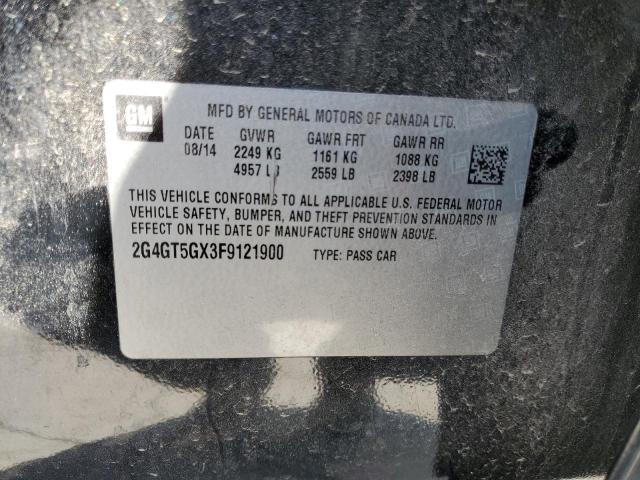 GM
MFD BY GENERAL MOTORS OF CANADA LTD.
DATE GVWR GAWR FRT GAWR RR
08/14 2249 KG 1161 KG 1088 KG
4957 LB 2559 LB 2398 LB
THIS VEHICLE CONFORMS TO ALL APPLICABLE U.S. FEDERAL MOTOR
VEHICLE SAFETY, BUMPER, AND THEFT PREVENTION STANDARDS IN
EFFECT ON THE DATE OF MANUFACTURE SHOWN ABOVE.
2G4GT5GX3F9121900 TYPE: PASS CAR